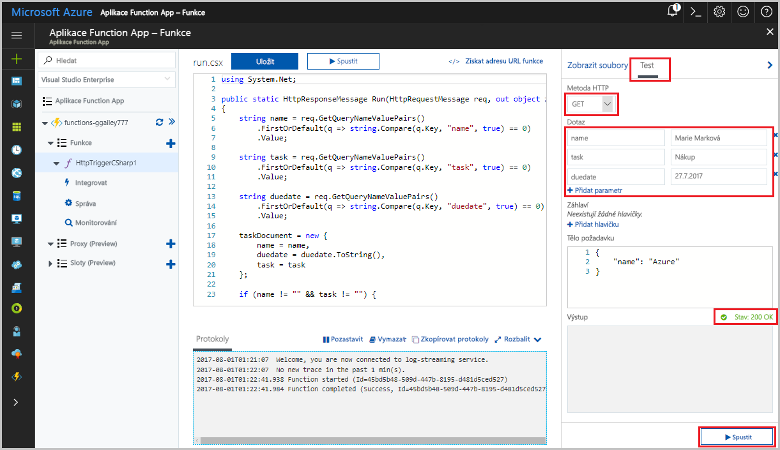 Microsoft Azure Aplikace Function App – Funkce
1
Aplikace Function App – Funkce
Aplikace Function App
Hledat
Visual Studio Enterprise
Aplikace Function App
functions-ggailey777
Funkce
HttpTriggerCSharp1
Integrovat
Správa
Monitorování
Proxy (Preview)
Sloty (Preview)
run.csx
Uložit
Spustit
</> Získat adresu URL funkce
1 using System.Net;
2
3 public static HttpResponseMessage Run(HttpRequestMessage req, out object
4 {
5 string name = req.GetQueryNameValuePairs()
6 .FirstOrDefault(q => string.Compare(q.Key, "name", true) == 0)
7 .Value;
8
9 string task = req.GetQueryNameValuePairs()
10 .FirstOrDefault(q => string.Compare(q.Key, "task", true) == 0)
11 .Value;
12
13 string duedate = req.GetQueryNameValuePairs()
14 .FirstOrDefault(q => string.Compare(q.Key, "duedate", true) == 0)
15 .Value;
16
17 taskDocument = new {
18 name = name,
19 duedate = duedate.ToString(),
20 task = task
21 };
22
23 if (name != "" && task != "") {
Protokoly
Pozastavit
Vymazat
Zkopírovat protokoly
Rozbalit
2017-08-01T01:21:07 Welcome, you are now connected to log-streaming service.
2017-08-01T01:22:07 No new trace in the past 1 min(s).
2017-08-01T01:22:41.938 Function started (Id=45bd5b48-509d-447b-8195-d481d5ced527)
2017-08-01T01:22:41.984 Function completed (Success, Id=45bd5b48-509d-447b-8195-d481d5ced527
Zobrazit soubory
Test
Metoda HTTP
GET
Dotaz
name Marie Marková
task Nákup
duedate 27.7.2017
Přidat parametr
Záhlaví
Neexistují žádné hlavičky.
Přidat hlavičku
Tělo požadavku
1 {
2 "name": "Azure"
3 }
Výstup
Stav: 200 OK
Spustit